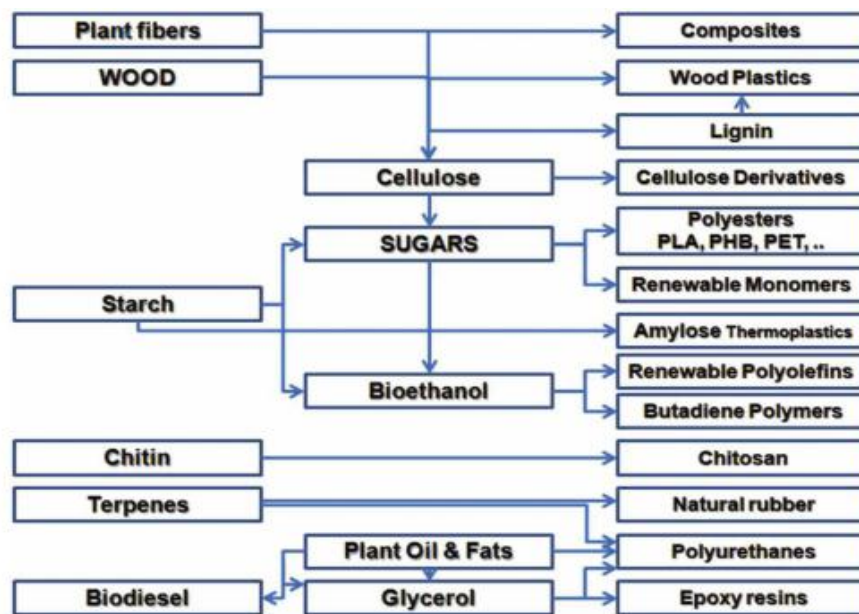 Plant fibers
Composites
WOOD
Wood Plastics
Lignin
Cellulose
Cellulose Derivatives
SUGARS
Polyesters
PLA, PHB, PET, ..
Renewable Monomers
Starch
Amylose Thermoplastics
Bioethanol
Renewable Polyolefins
Butadiene Polymers
Chitin
Chitosan
Terpenes
Natural rubber
Plant Oil & Fats
Polyurethanes
Biodiesel
Glycerol
Epoxy resins